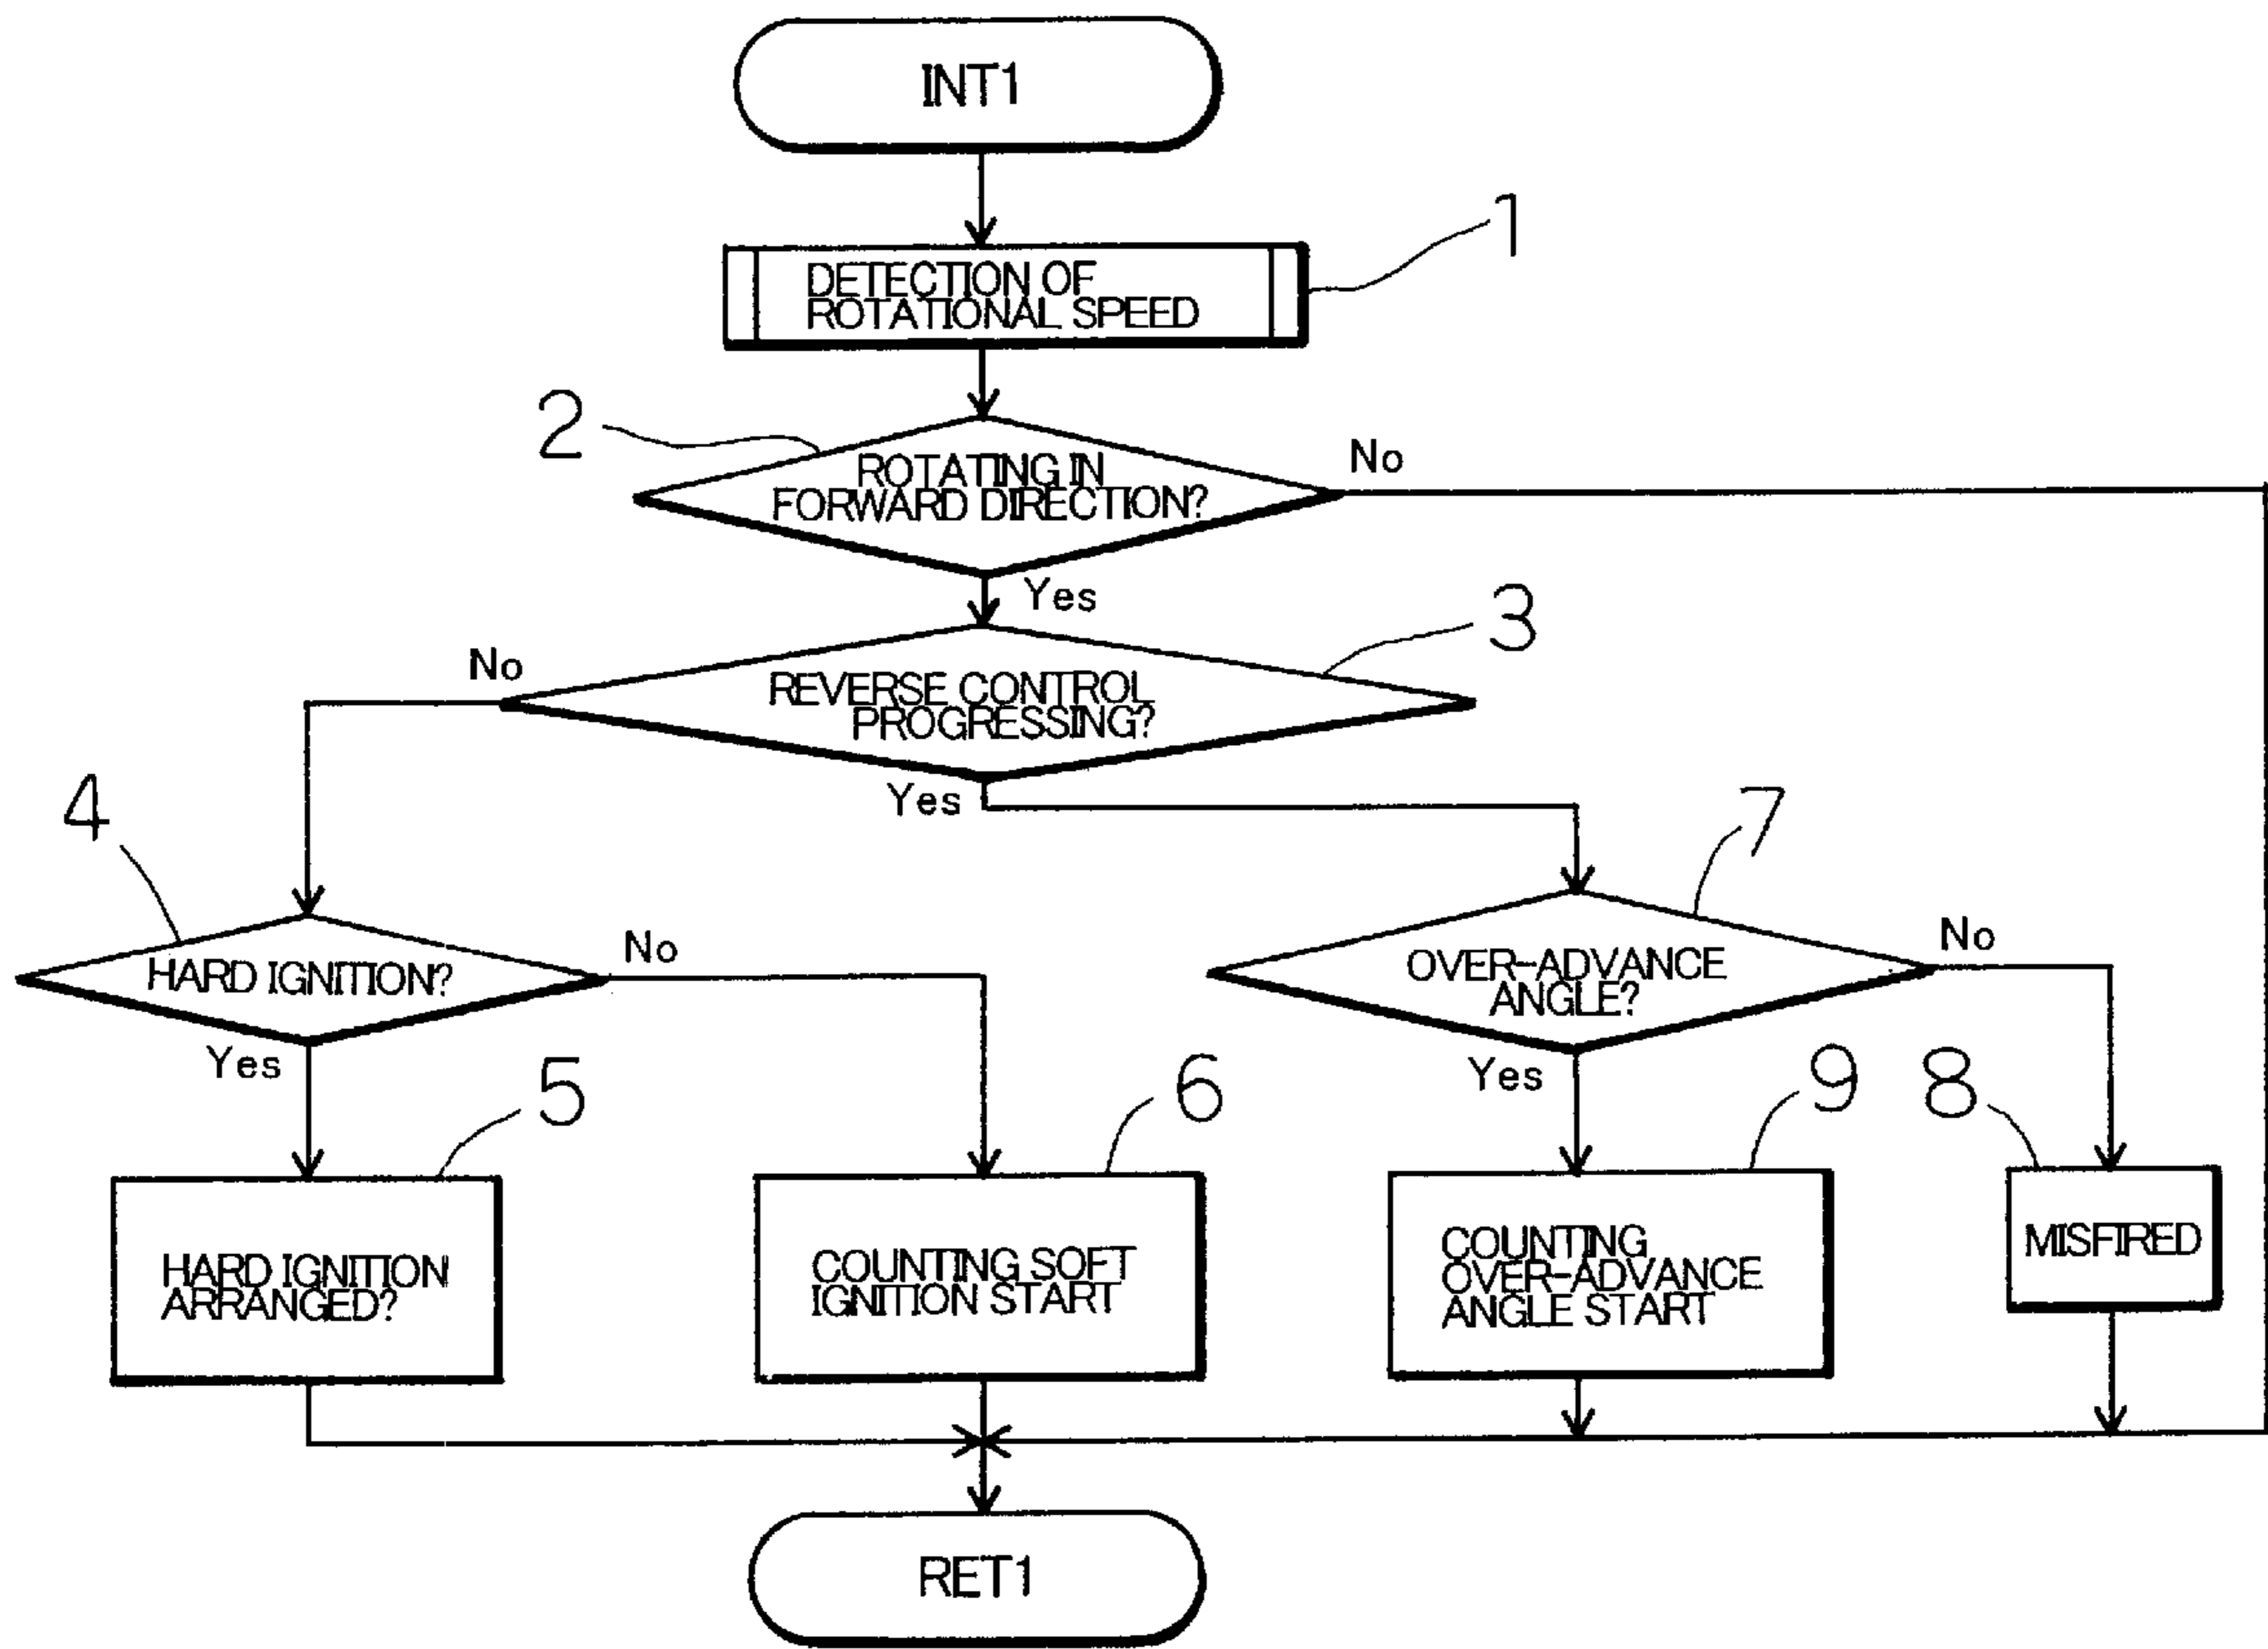 INT1
1
DETECTION OF
ROTATIONAL SPEED
2
No
ROTATING IN
FORWARD DIRECTION?
Yes
3
No
REVERSE CONTROL
PROGRESSING?
Yes
4
7
No
HARD IGNITION?
No
OVER-ADVANCE
ANGLE?
Yes
Yes
5
6
9
8
HARD IGNITION
ARRANGED?
COUNTING SOFT
IGNITION START
COUNTING
OVER-ADVANCE
ANGLE START
MISFIRED
RET1